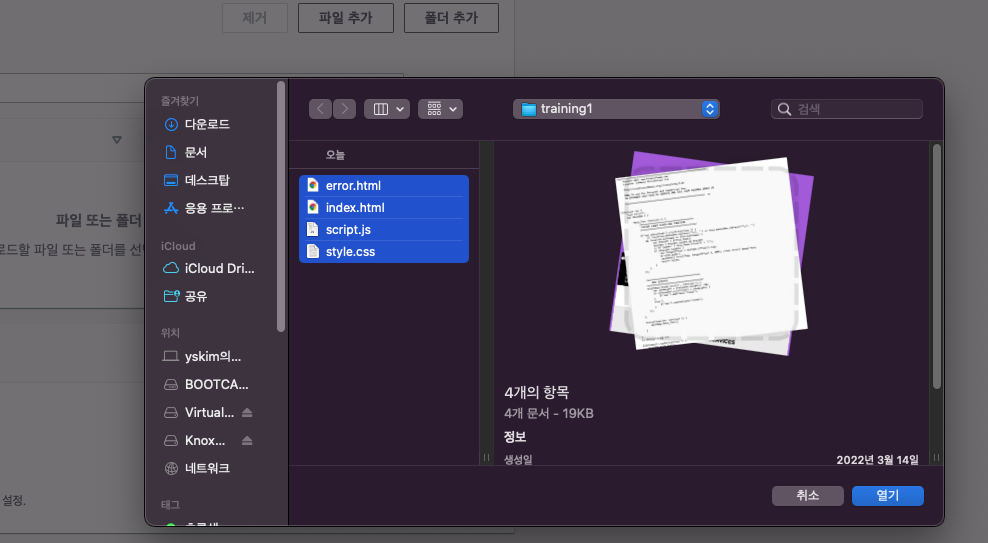 제거
파일 추가
폴더 추가
즐겨찾기
다운로드
문서
데스크탑
응용 프로…
iCloud
iCloud Dri…
공유
위치
yskim의…
BOOTCA…
Virtual…
Knox…
네트워크
태그
training1
검색
오늘
error.html
index.html
script.js
style.css
4개의 항목
4개 문서 - 19KB
정보
생성일
2022년 3월 14일
취소
열기
파일 또는 폴더
로드할 파일 또는 폴더를 선
설정.